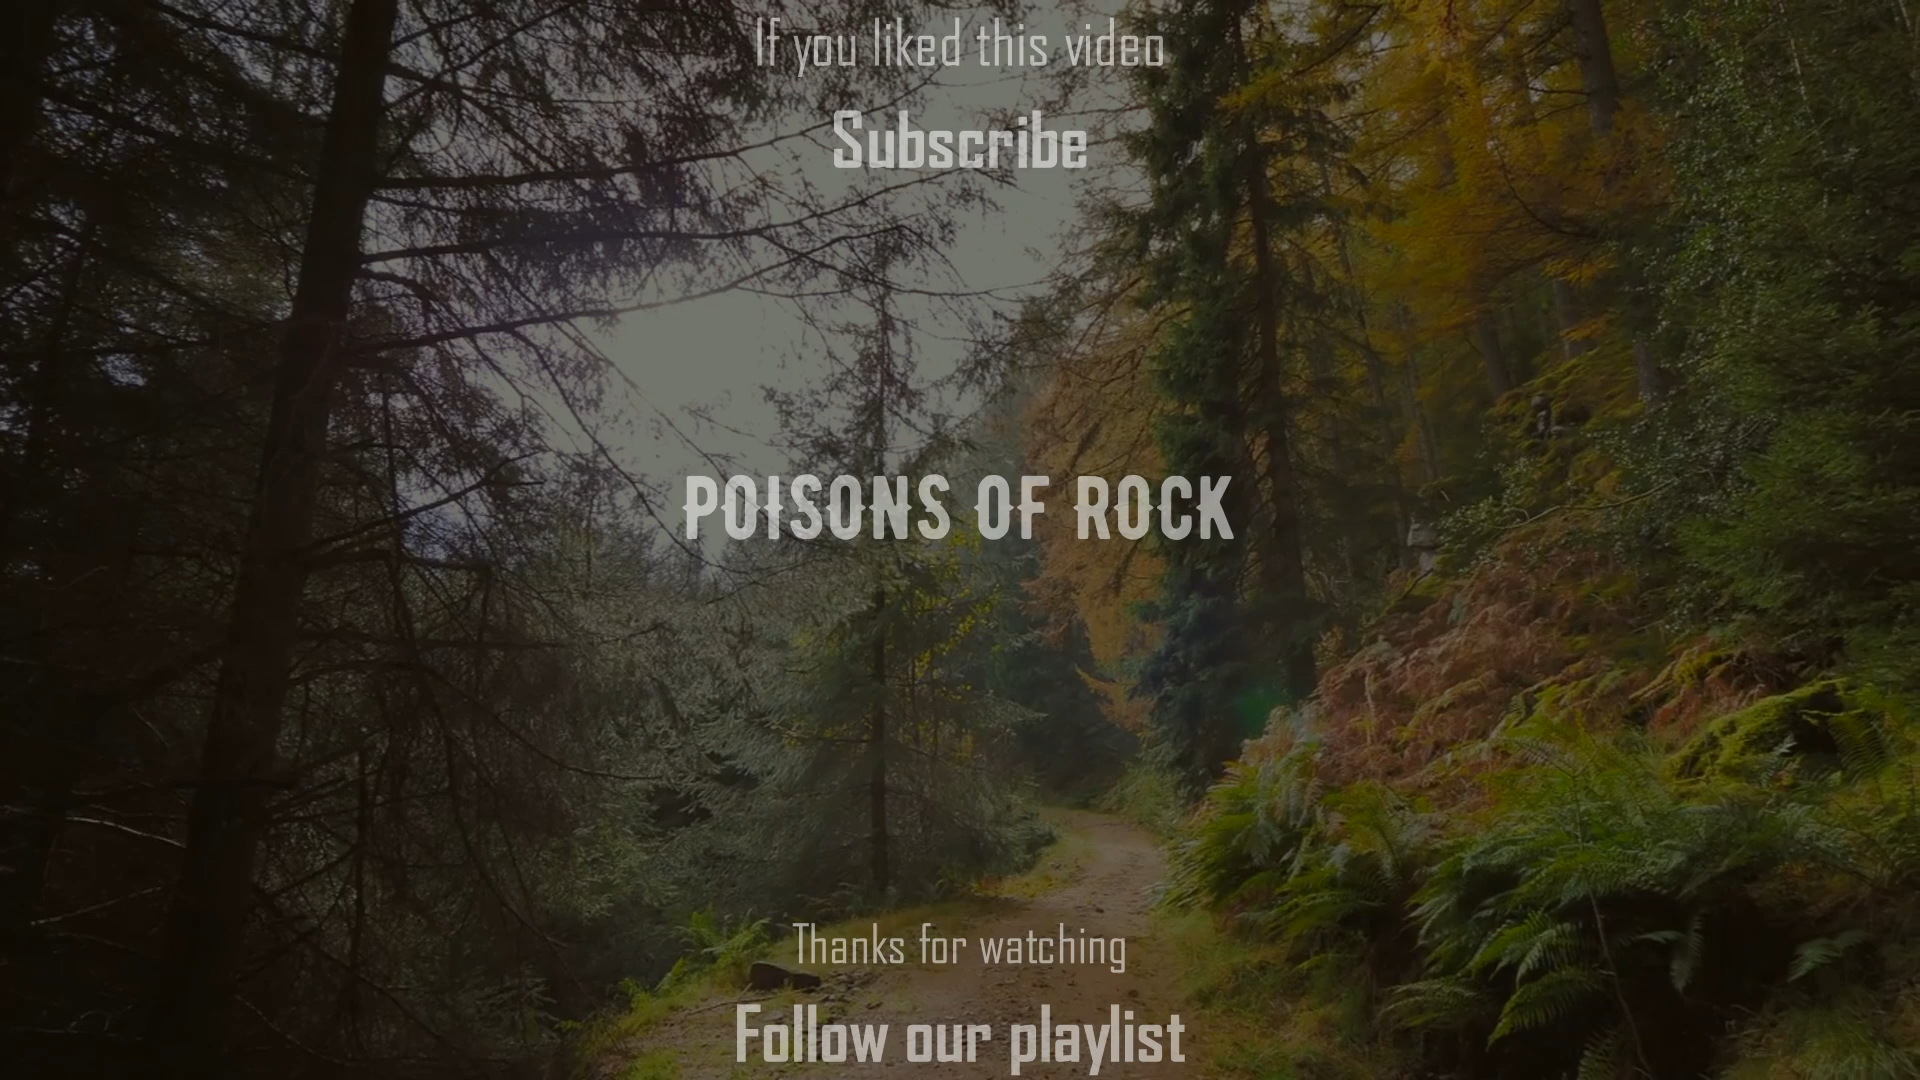 If you liked this video
Subscribe
POISONS OF ROCK
Thanks for watching
Follow our playlist